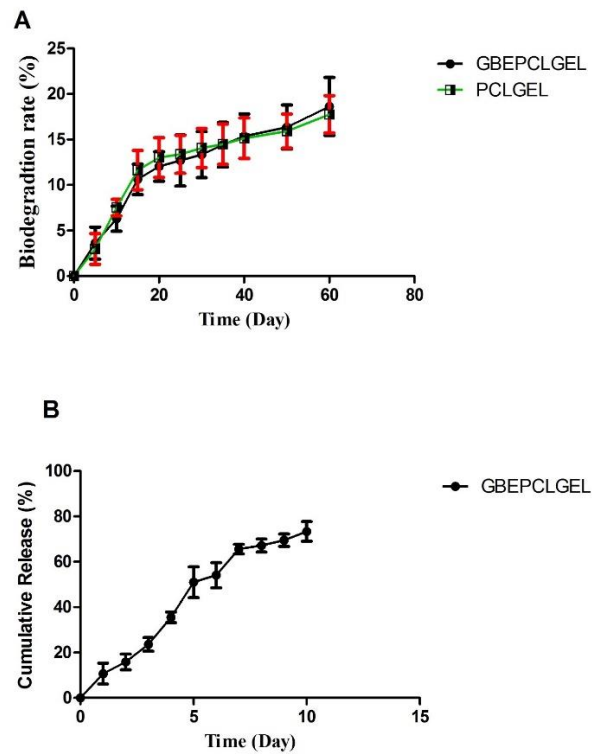 A
Biodegradtion rate (%)
25
20
15
10
5
0
0 20 40 60 80
Time (Day)
GBEPCLGEL
PCLGEL
B
Cumulative Release (%)
100
80
60
40
20
0
0 5 10 15
Time (Day)
GBEPCLGEL